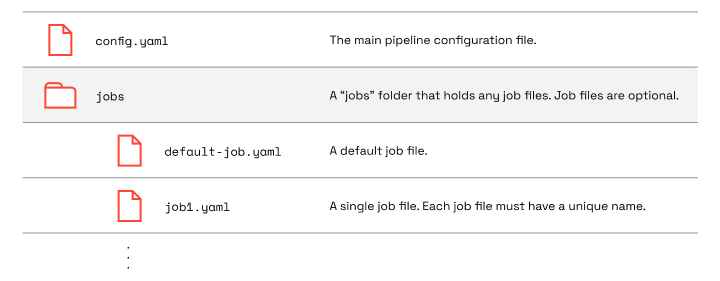 config.yaml The main pipeline configuration file.
jobs A “jobs” folder that holds any job files. Job files are optional.
default-job.yaml A default job file.
job1.yaml A single job file. Each job file must have a unique name.